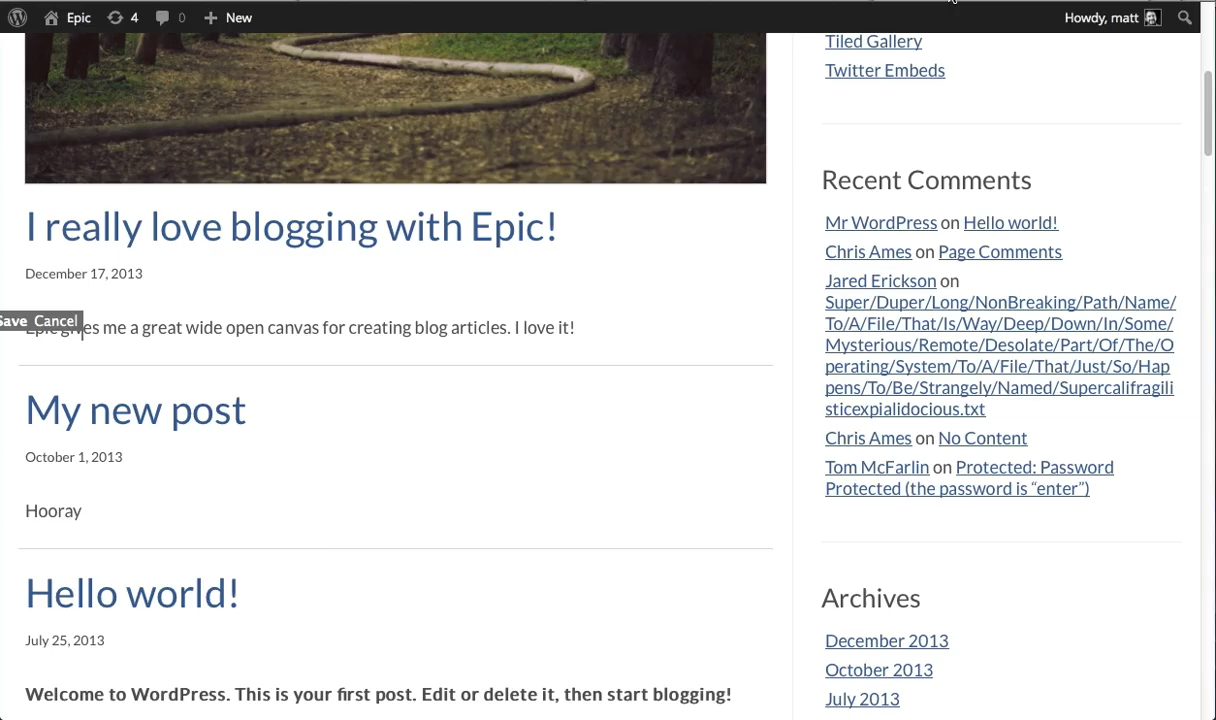 Epic 4 0 New Howdy, matt
I really love blogging with Epic!
December 17, 2013
Save Cancel
Epic gives me a great wide open canvas for creating blog articles. I love it!
My new post
October 1, 2013
Hooray
Hello world!
July 25, 2013
Welcome to WordPress. This is your first post. Edit or delete it, then start blogging!
Tiled Gallery
Twitter Embeds
Recent Comments
Mr WordPress on Hello world!
Chris Ames on Page Comments
Jared Erickson on
Super/Duper/Long/NonBreaking/Path/Name/
To/A/File/That/Is/Way/Deep/Down/In/Some/
Mysterious/Remote/Desolate/Part/Of/The/O
perating/System/To/A/File/That/Just/So/Hap
pens/To/Be/Strangely/Named/Supercalifragili
sticexpialidocious.txt
Chris Ames on No Content
Tom McFarlin on Protected: Password
Protected (the password is “enter”)
Archives
December 2013
October 2013
July 2013